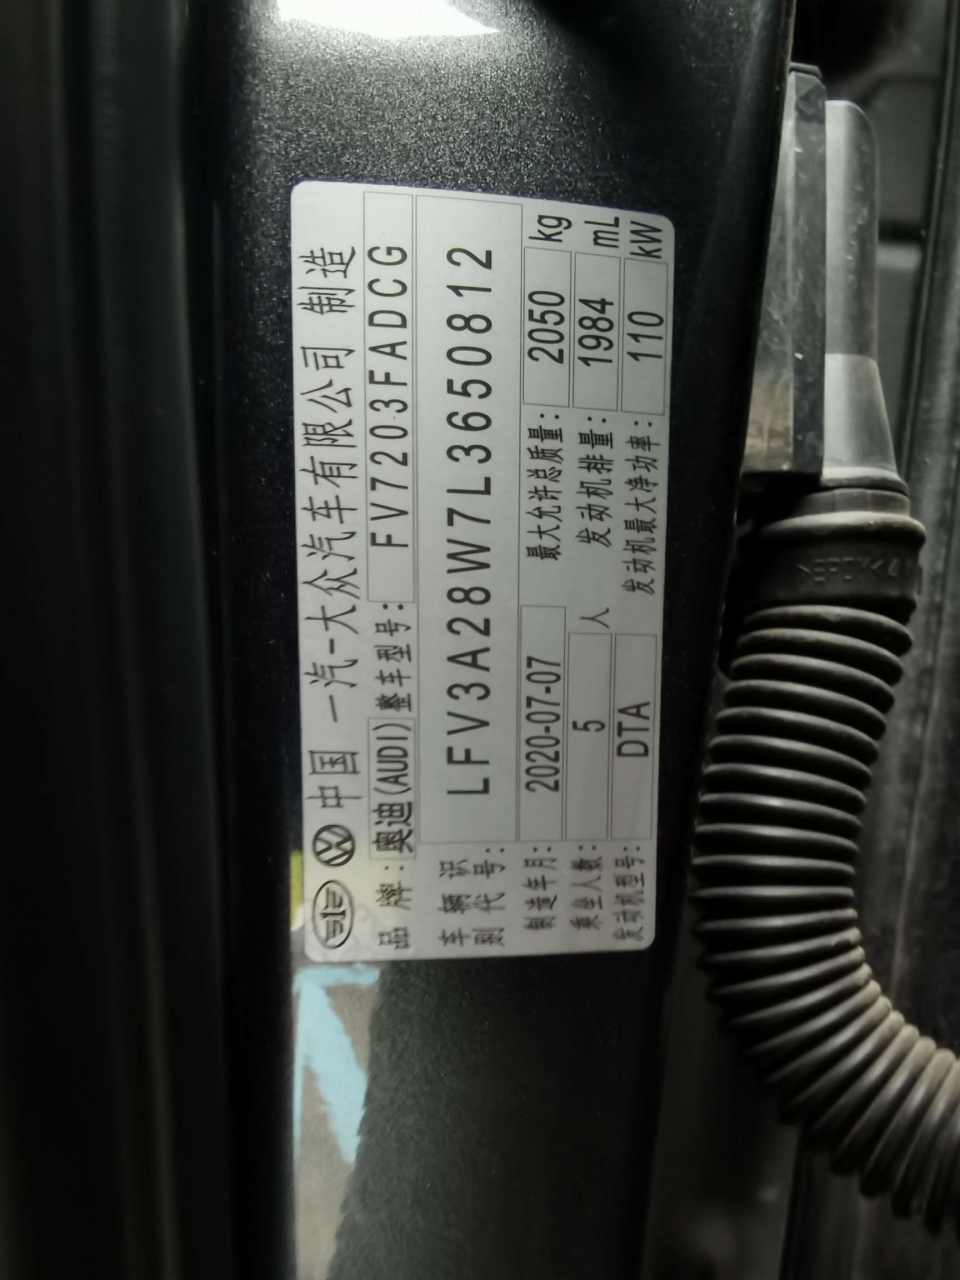 中国 一汽-大众汽车有限公司 制造
品牌: 奥迪(AUDI) 整车型号: FV7203FADCG
车辆识别代号: LFV3A28W7L3650812
制造年月: 2020-07-07 最大允许总质量: 2050 kg
乘坐人数: 5 人 发动机排量: 1984 mL
发动机型号: DTA 发动机最大净功率: 110 kW